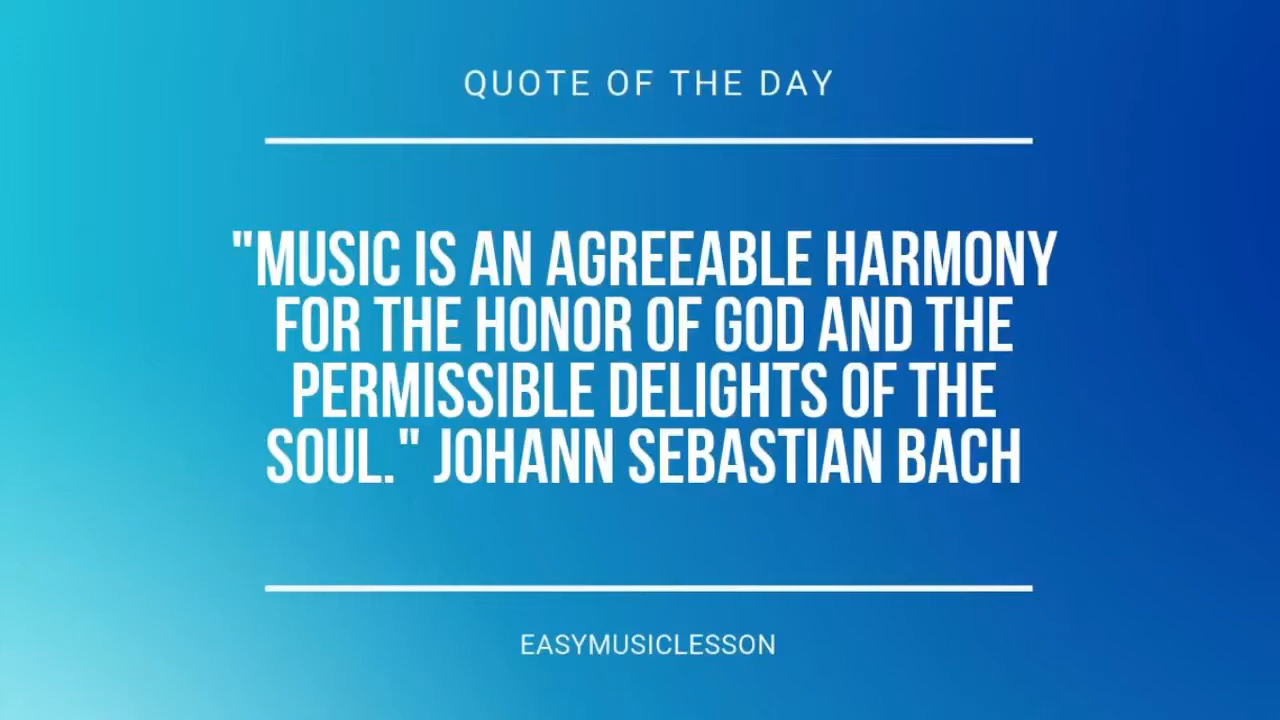 QUOTE OF THE DAY
"MUSIC IS AN AGREEABLE HARMONY
FOR THE HONOR OF GOD AND THE
PERMISSIBLE DELIGHTS OF THE
SOUL." JOHANN SEBASTIAN BACH
EASYMUSICLESSON